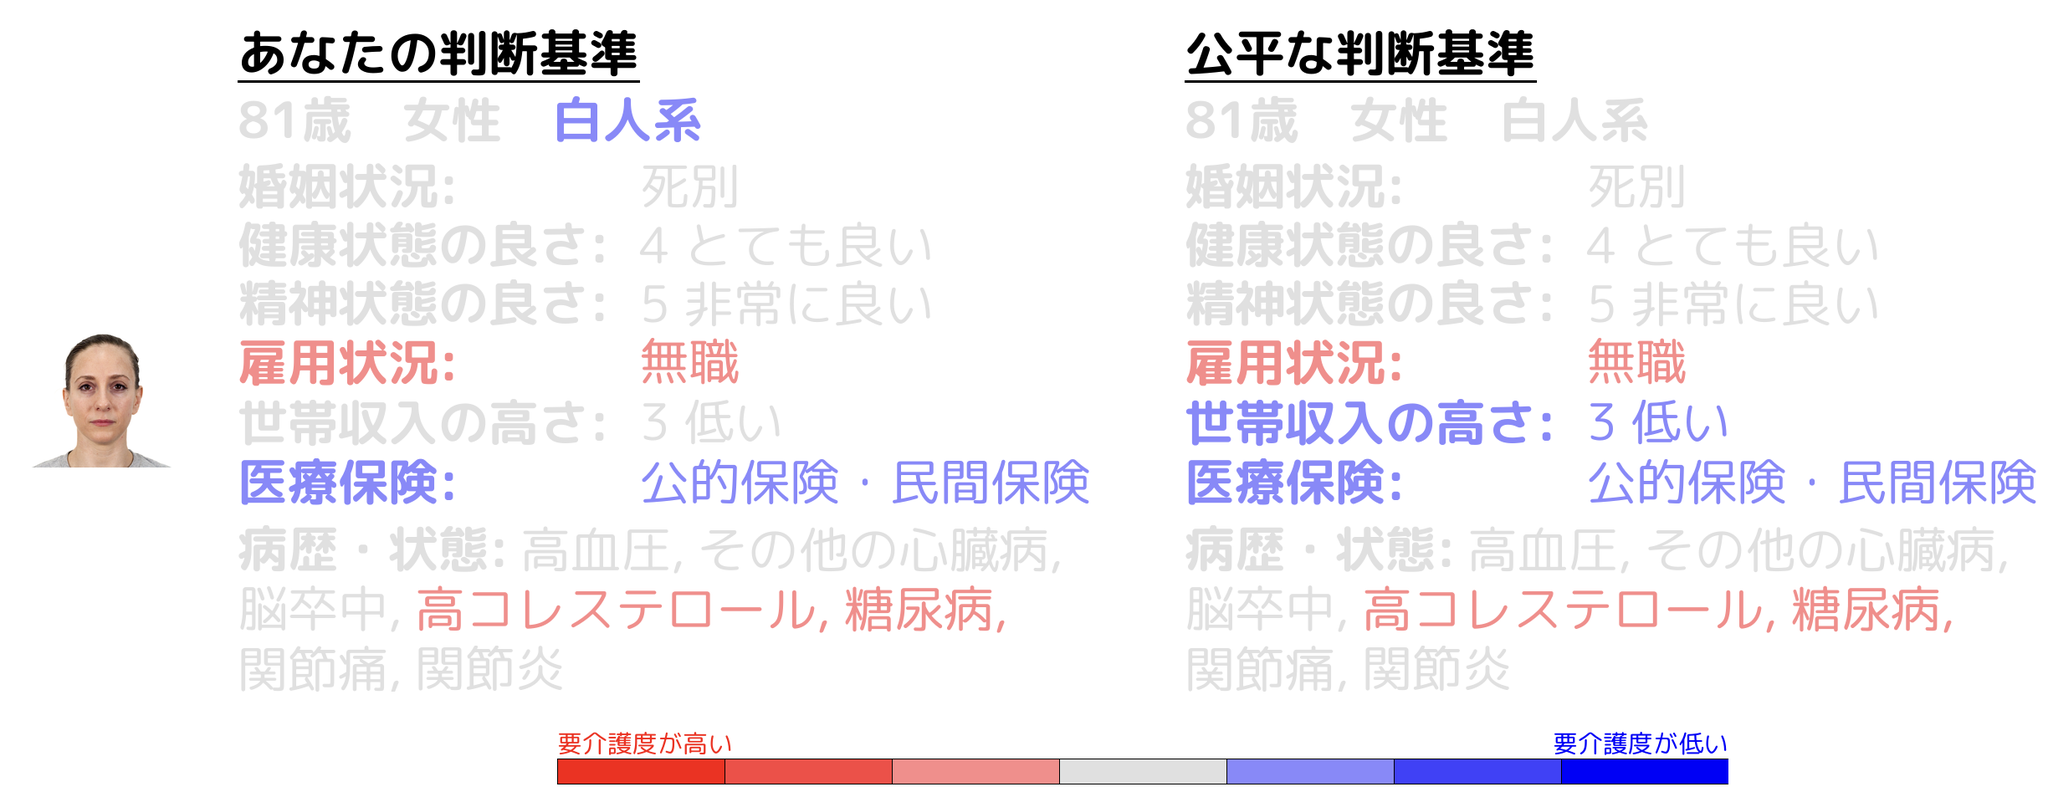 あなたの判断基準
81歳　女性　白人系
婚姻状況: 死別
健康状態の良さ: 4 とても良い
精神状態の良さ: 5 非常に良い
雇用状況: 無職
世帯収入の高さ: 3 低い
医療保険: 公的保険・民間保険
病歴・状態: 高血圧, その他の心臓病,
脳卒中, 高コレステロール, 糖尿病,
関節痛, 関節炎
公平な判断基準
81歳　女性　白人系
婚姻状況: 死別
健康状態の良さ: 4 とても良い
精神状態の良さ: 5 非常に良い
雇用状況: 無職
世帯収入の高さ: 3 低い
医療保険: 公的保険・民間保険
病歴・状態: 高血圧, その他の心臓病,
脳卒中, 高コレステロール, 糖尿病,
関節痛, 関節炎
要介護度が高い
要介護度が低い